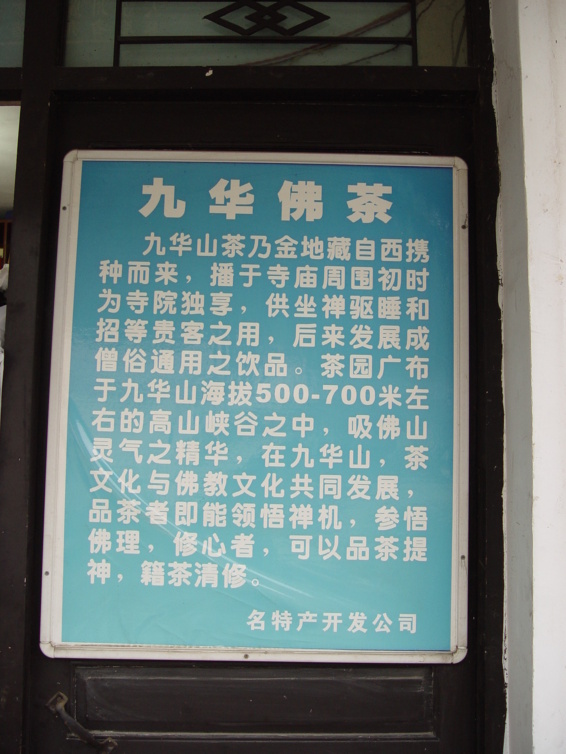 九华佛茶
九华山茶乃金地藏自西携
种而来，播于寺庙周围初时
为寺院独享，供坐禅驱睡和
招等贵客之用，后来发展成
僧俗通用之饮品。茶园广布
于九华山海拔500-700米左
右的高山峡谷之中，吸佛山
灵气之精华，在九华山，茶
文化与佛教文化共同发展，
品茶者即能领悟禅机，参悟
佛理，修心者，可以品茶提
神，籍茶清修。
名特产开发公司